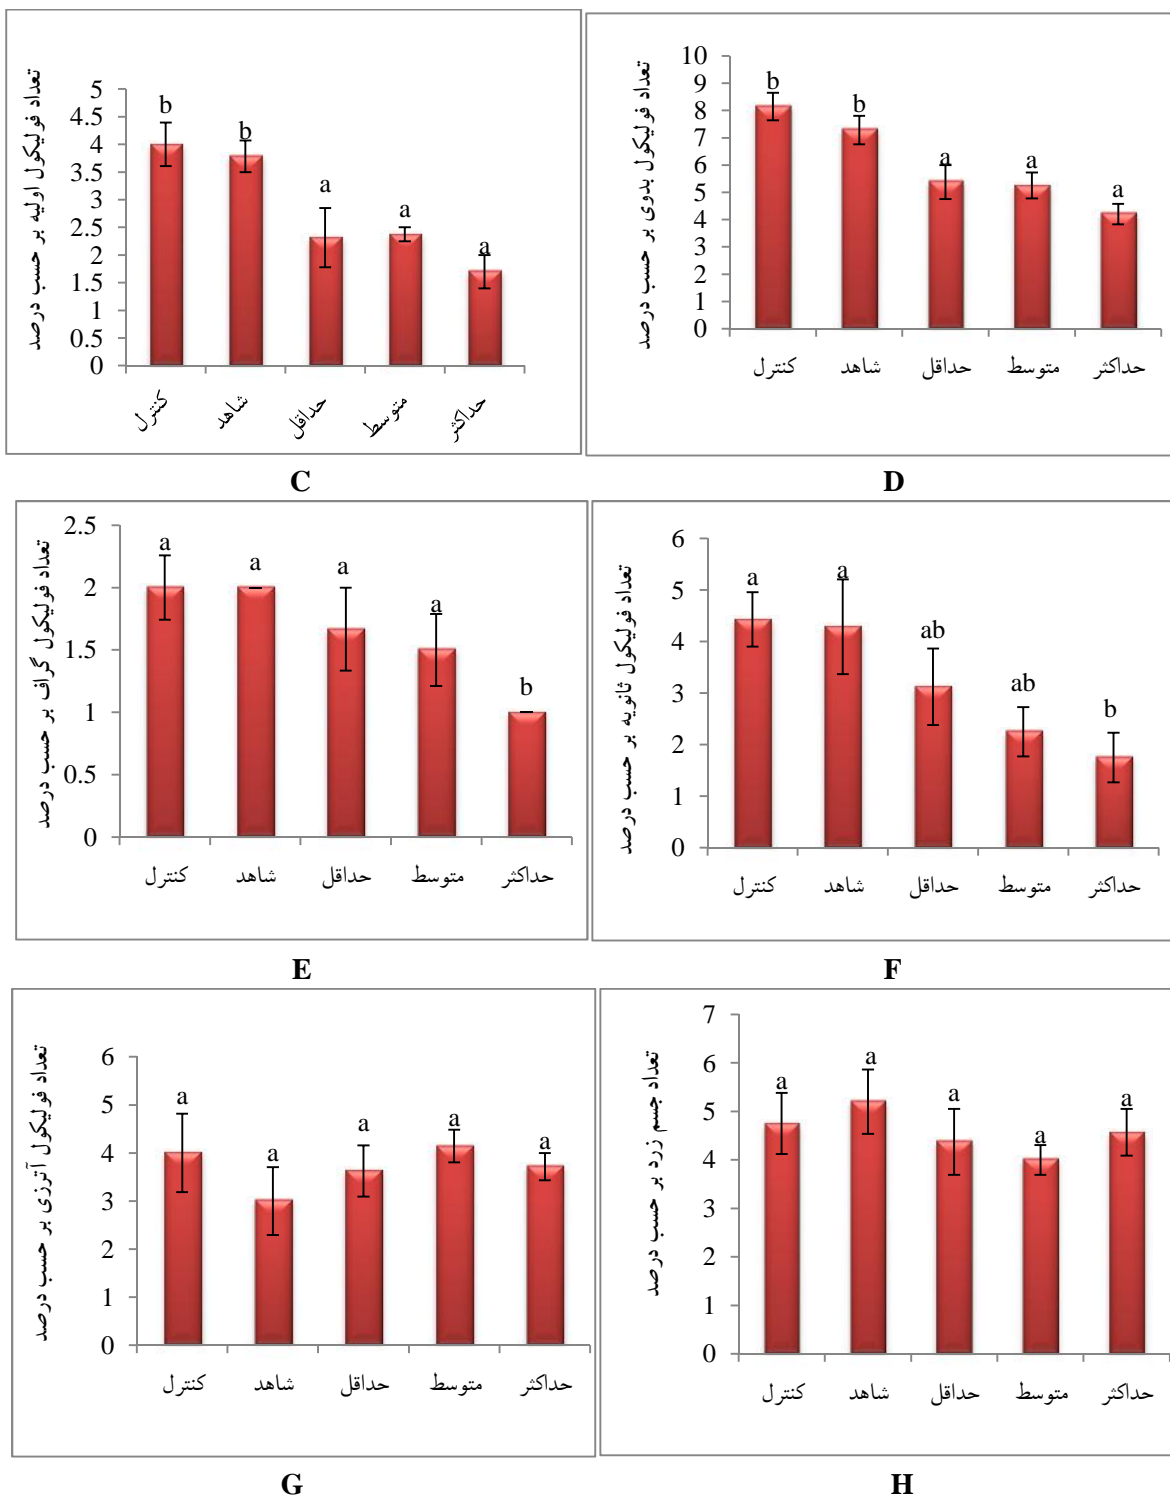 تعداد فولیکول اولیه بر حسب درصد
5
4.5
4
3.5
3
2.5
2
1.5
1
0.5
0
b
b
a
a
a
کنترل
شاهد
حداقل
متوسط
حداکثر
C
تعداد فولیکول بدوی بر حسب درصد
10
9
8
7
6
5
4
3
2
1
0
b
b
a
a
a
کنترل
شاهد
حداقل
متوسط
حداکثر
D
تعداد فولیکول گراف بر حسب درصد
2.5
2
1.5
1
0.5
0
a
a
a
a
b
کنترل
شاهد
حداقل
متوسط
حداکثر
E
تعداد فولیکول ثانویه بر حسب درصد
6
5
4
3
2
1
0
a
a
ab
ab
b
کنترل
شاهد
حداقل
متوسط
حداکثر
F
تعداد فولیکول آترزی بر حسب درصد
6
5
4
3
2
1
0
a
a
a
a
a
کنترل
شاهد
حداقل
متوسط
حداکثر
G
تعداد جسم زرد بر حسب درصد
7
6
5
4
3
2
1
0
a
a
a
a
a
کنترل
شاهد
حداقل
متوسط
حداکثر
H